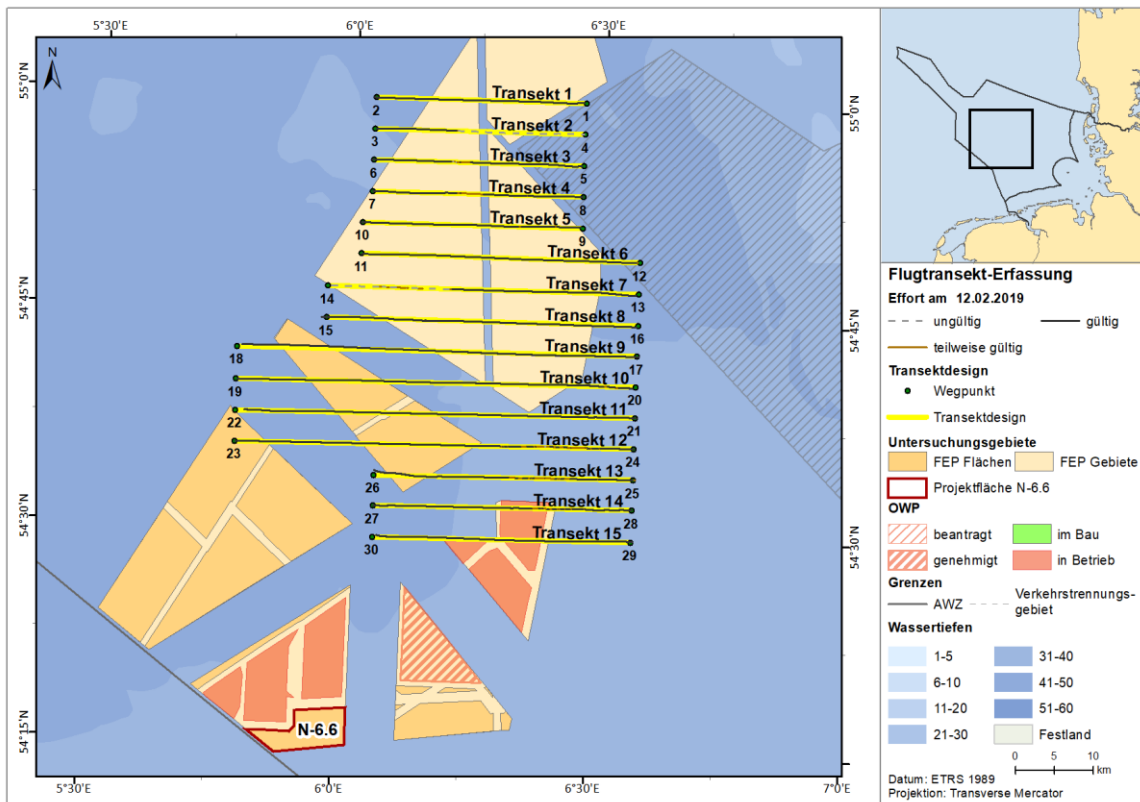 5°30'E
6°0'E
6°30'E
N
55°0'N
55°0'N
Transekt 1
2
1
Transekt 2
3
4
Transekt 3
6
5
Transekt 4
7
8
Transekt 5
10
9
Transekt 6
11
12
Transekt 7
14
13
54°45'N
Transekt 8
15
16
54°45'N
Transekt 9
18
17
Transekt 10
19
20
Transekt 11
22
21
Transekt 12
23
24
Transekt 13
26
25
Transekt 14
27
28
54°30'N
Transekt 15
30
29
54°30'N
N-6.6
54°15'N
5°30'E
6°0'E
6°30'E
7°0'E
Flugtransekt-Erfassung
Effort am 12.02.2019
ungültig
gültig
teilweise gültig
Transektdesign
Wegpunkt
Transektdesign
Untersuchungsgebiete
FEP Flächen
FEP Gebiete
Projektfläche N-6.6
OWP
beantragt
im Bau
genehmigt
in Betrieb
Grenzen
AWZ
Verkehrstrennungs-
gebiet
Wassertiefen
1-5
31-40
6-10
41-50
11-20
51-60
21-30
Festland
0 5 10
km
Datum: ETRS 1989
Projektion: Transverse Mercator